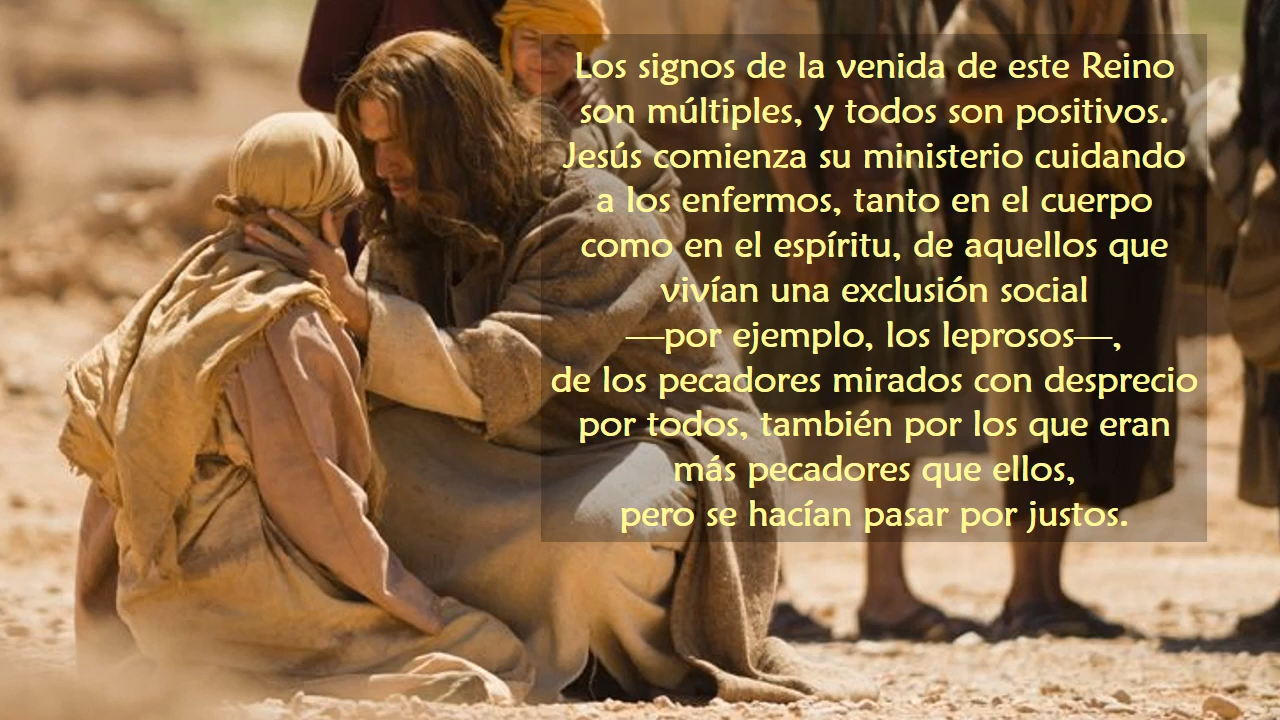 Los signos de la venida de este Reino
son múltiples, y todos son positivos.
Jesús comienza su ministerio cuidando
a los enfermos, tanto en el cuerpo
como en el espíritu, de aquellos que
vivían una exclusión social
—por ejemplo, los leprosos—,
de los pecadores mirados con desprecio
por todos, también por los que eran
más pecadores que ellos,
pero se hacían pasar por justos.